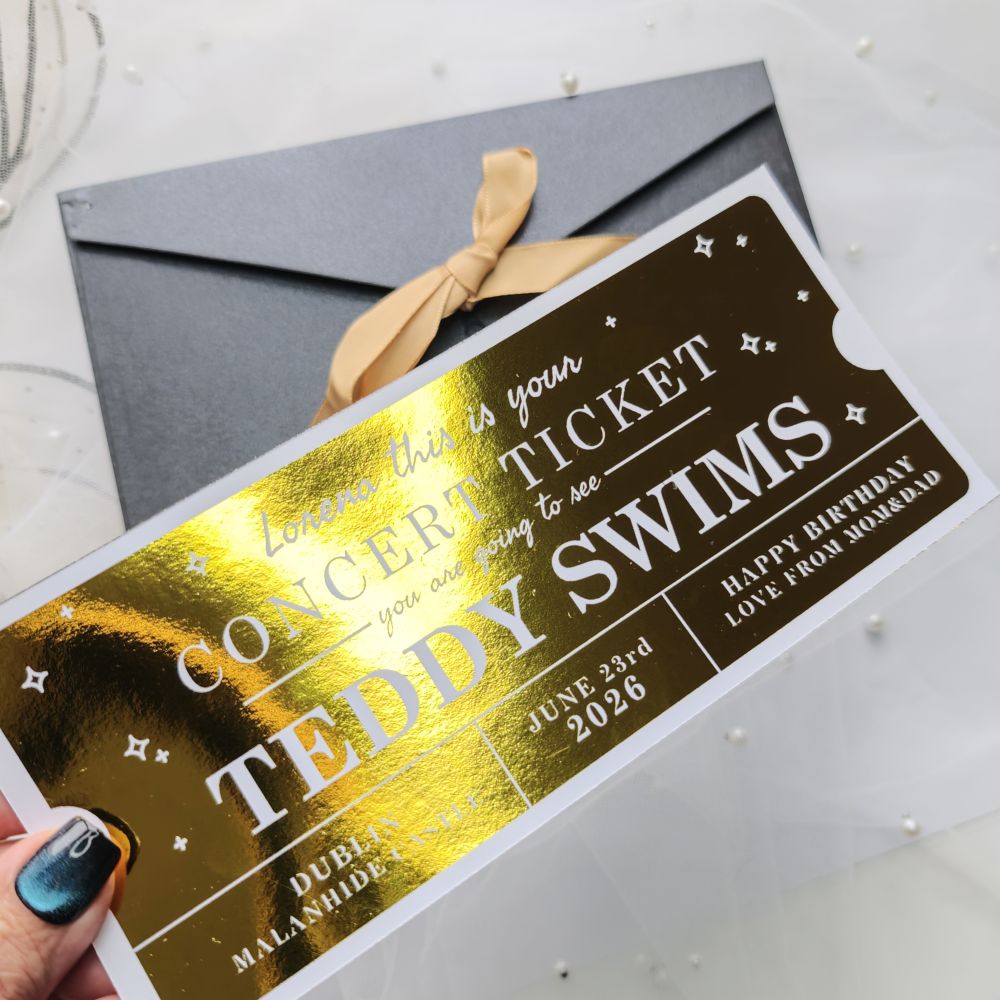 Lorena this is your
CONCERT TICKET
you are going to see
TEDDY SWIMS
DUBLIN
MALANHIDE CASTLE
JUNE 23rd
2026
HAPPY BIRTHDAY
LOVE FROM MOM&DAD